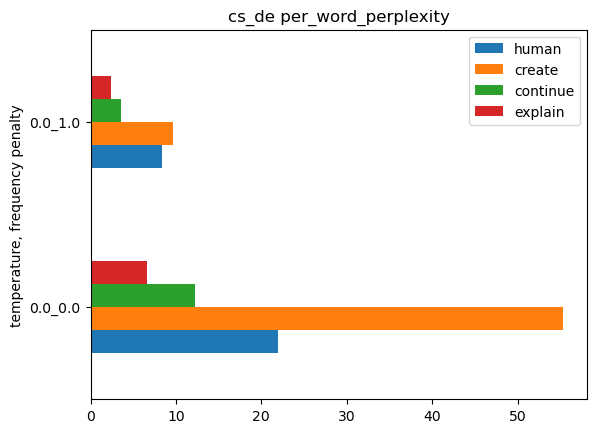 cs_de per_word_perplexity
human
create
continue
explain
temperature, frequency penalty
0.0_1.0
0.0_0.0
0 10 20 30 40 50